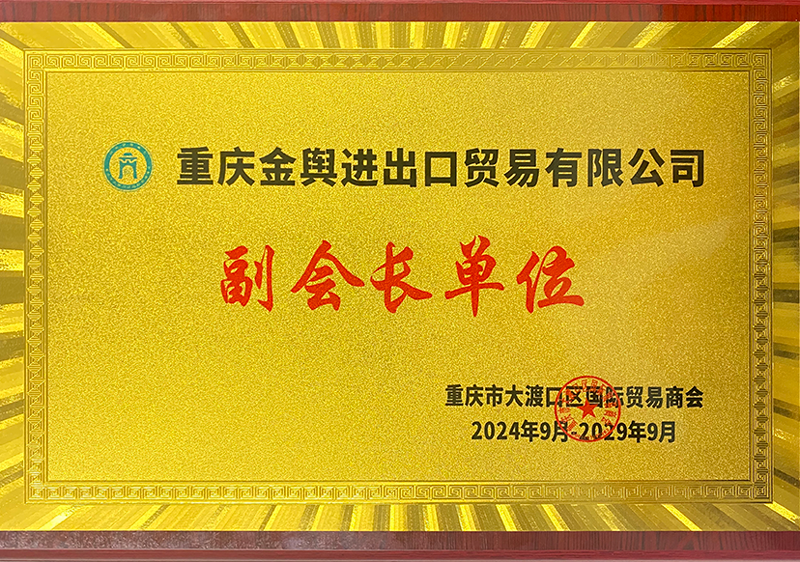 重庆金舆进出口贸易有限公司
副会长单位
重庆市大渡口区国际贸易商会
2024年9月-2029年9月